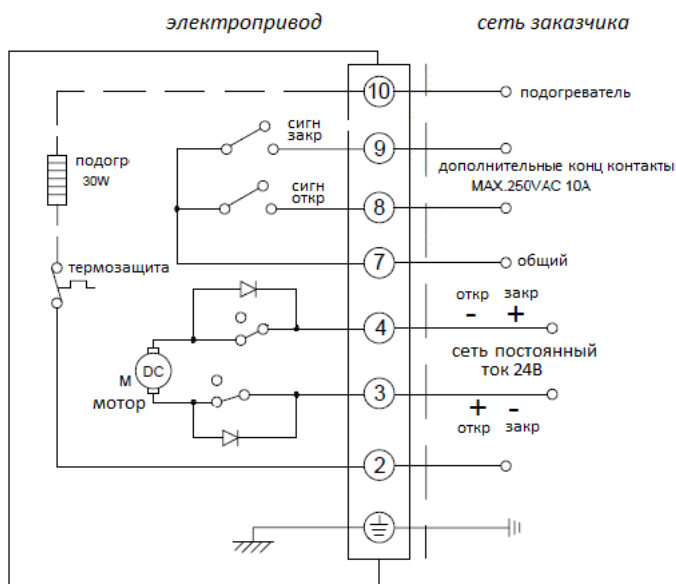 электропривод
сеть заказчика
10
подогреватель
сигн
закр
9
подогр
30W
дополнительные конц контакты
MAX.250VAC 10A
сигн
откр
8
термозащита
7
общий
откр закр
- +
4
сеть постоянный
ток 24В
DC
М
мотор
3
+ -
откр закр
2